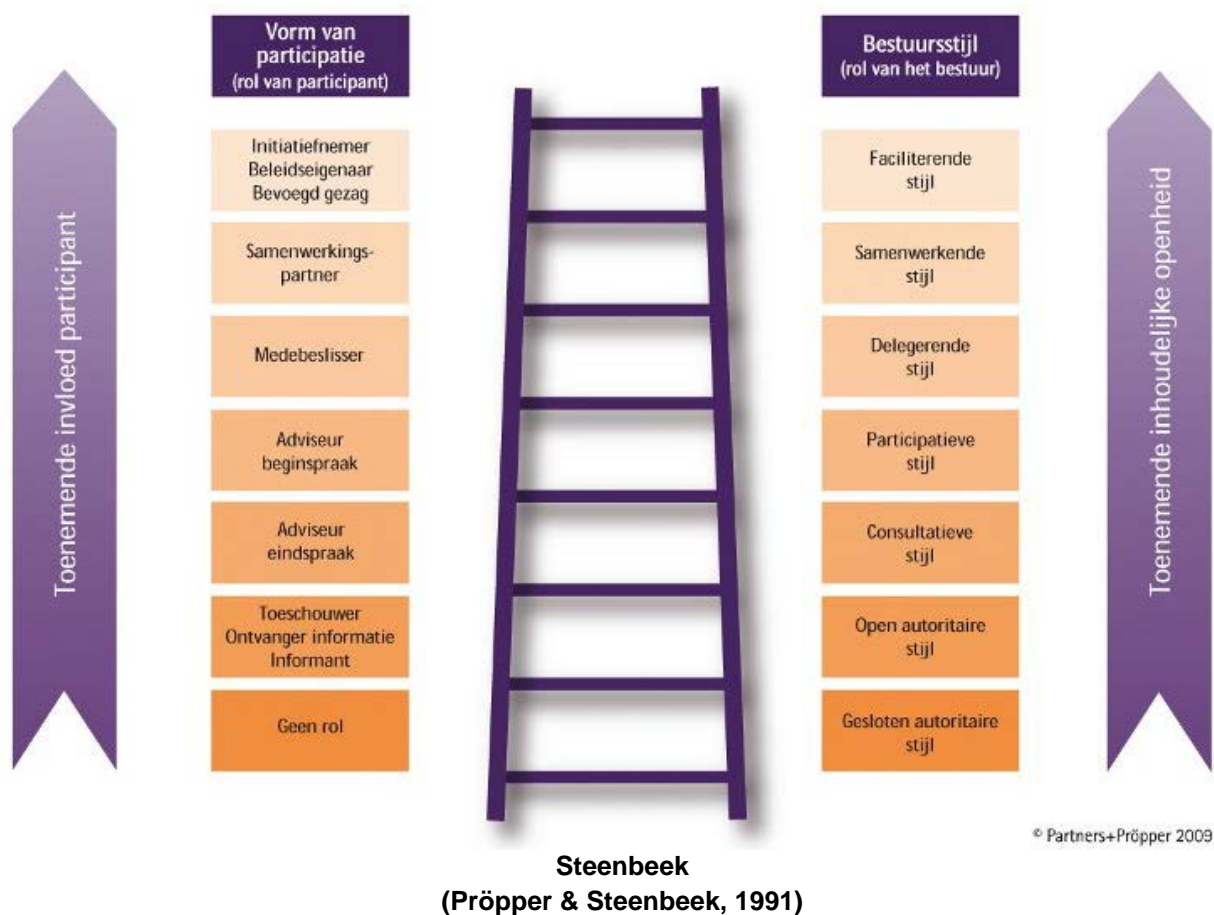 Vorm van
participatie
(rol van participant)
Bestuursstijl
(rol van het bestuur)
Toenemende invloed participant
Initiatiefnemer
Beleidseigenaar
Bevoegd gezag
Faciliterende
stijl
Samenwerkings-
partner
Samenwerkende
stijl
Medebeslisser
Delegerende
stijl
Adviseur
beginspraak
Participatieve
stijl
Adviseur
eindspraak
Consultatieve
stijl
Toeschouwer
Ontvanger informatie
Informant
Open autoritaire
stijl
Geen rol
Gesloten autoritaire
stijl
Toenemende inhoudelijke openheid
© Partners+Pröpper 2009
Steenbeek
(Pröpper & Steenbeek, 1991)